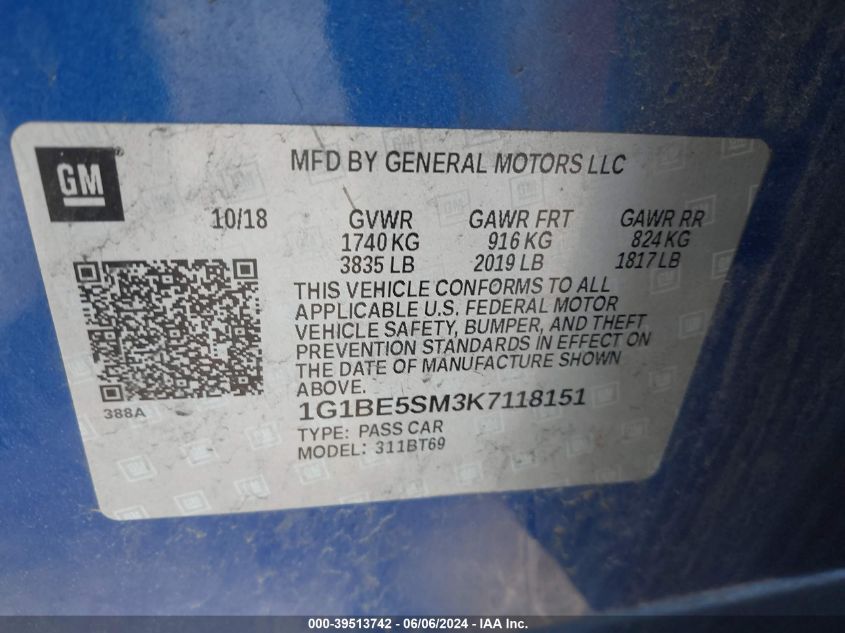 GM
MFD BY GENERAL MOTORS LLC
10/18 GVWR GAWR FRT GAWR RR
1740 KG 916 KG 824 KG
3835 LB 2019 LB 1817 LB
THIS VEHICLE CONFORMS TO ALL
APPLICABLE U.S. FEDERAL MOTOR
VEHICLE SAFETY, BUMPER, AND THEFT
PREVENTION STANDARDS IN EFFECT ON
THE DATE OF MANUFACTURE SHOWN
ABOVE.
388A
1G1BE5SM3K7118151
TYPE: PASS CAR
MODEL: 311BT69
000-39513742 - 06/06/2024 - IAA Inc.